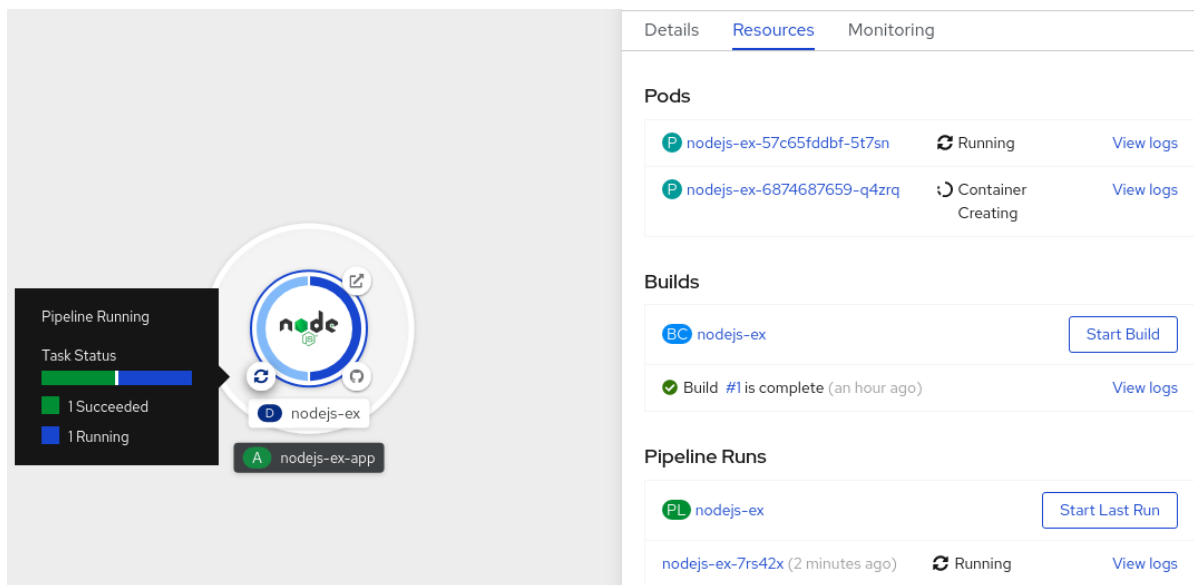 Details Resources Monitoring
Pods
P nodejs-ex-57c65fddbf-5t7sn Running View logs
P nodejs-ex-6874687659-q4zrq Container View logs
Creating
Builds
BC nodejs-ex Start Build
Build #1 is complete (an hour ago) View logs
Pipeline Runs
PL nodejs-ex Start Last Run
nodejs-ex-7rs42x (2 minutes ago) Running View logs
Pipeline Running
Task Status
1 Succeeded
1 Running
node
JS
D nodejs-ex
A nodejs-ex-app